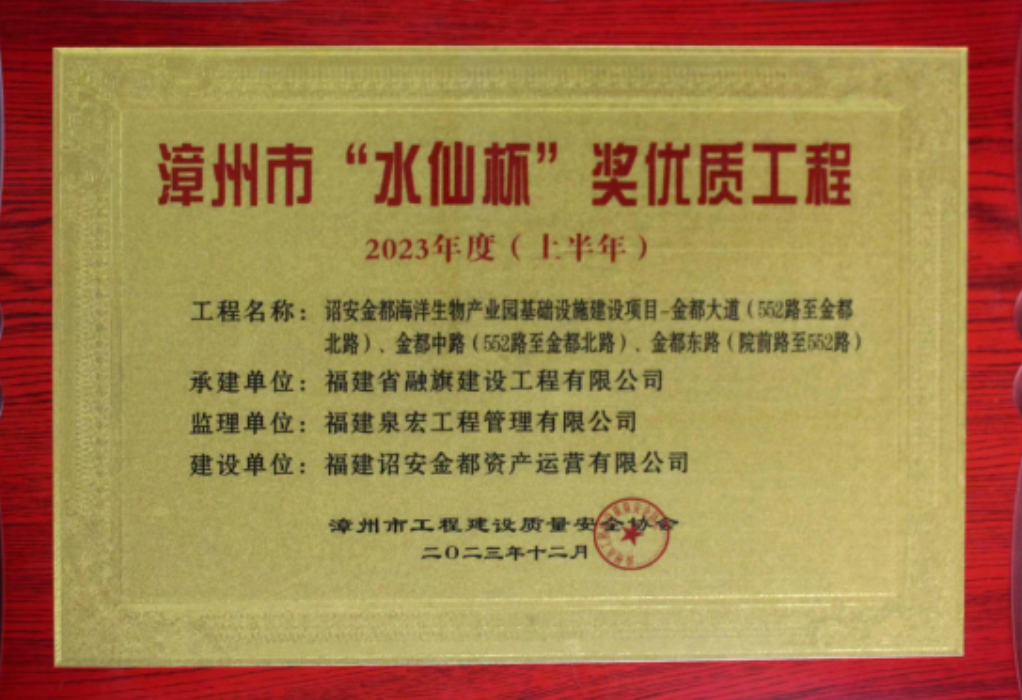 漳州市“水仙杯”奖优质工程
2023年度（上半年）
工程名称：诏安金都海洋生物产业园基础设施建设项目-金都大道（552路至金都
北路）、金都中路（552路至金都北路）、金都东路（院前路至552路）
承建单位：福建省融旗建设工程有限公司
监理单位：福建泉宏工程管理有限公司
建设单位：福建诏安金都资产运营有限公司
漳州市工程建设质量安全协会
二〇二三年十二月